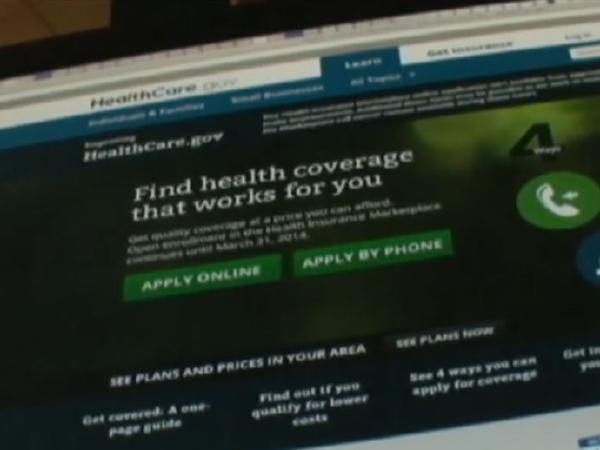 HealthCare.gov
Learn
Get Insurance
Log in
Individuals & Families
Small Businesses
All Topics
HealthCare.gov
4
Ways
Find health coverage
that works for you
Get quality coverage at a price you can afford.
Open enrollment in the Health Insurance Marketplace
continues until March 31, 2014.
APPLY ONLINE
APPLY BY PHONE
SEE PLANS AND PRICES IN YOUR AREA
SEE PLANS NOW
Get covered: A one-
page guide
Find out if you
qualify for lower
costs
See 4 ways you can
apply for coverage